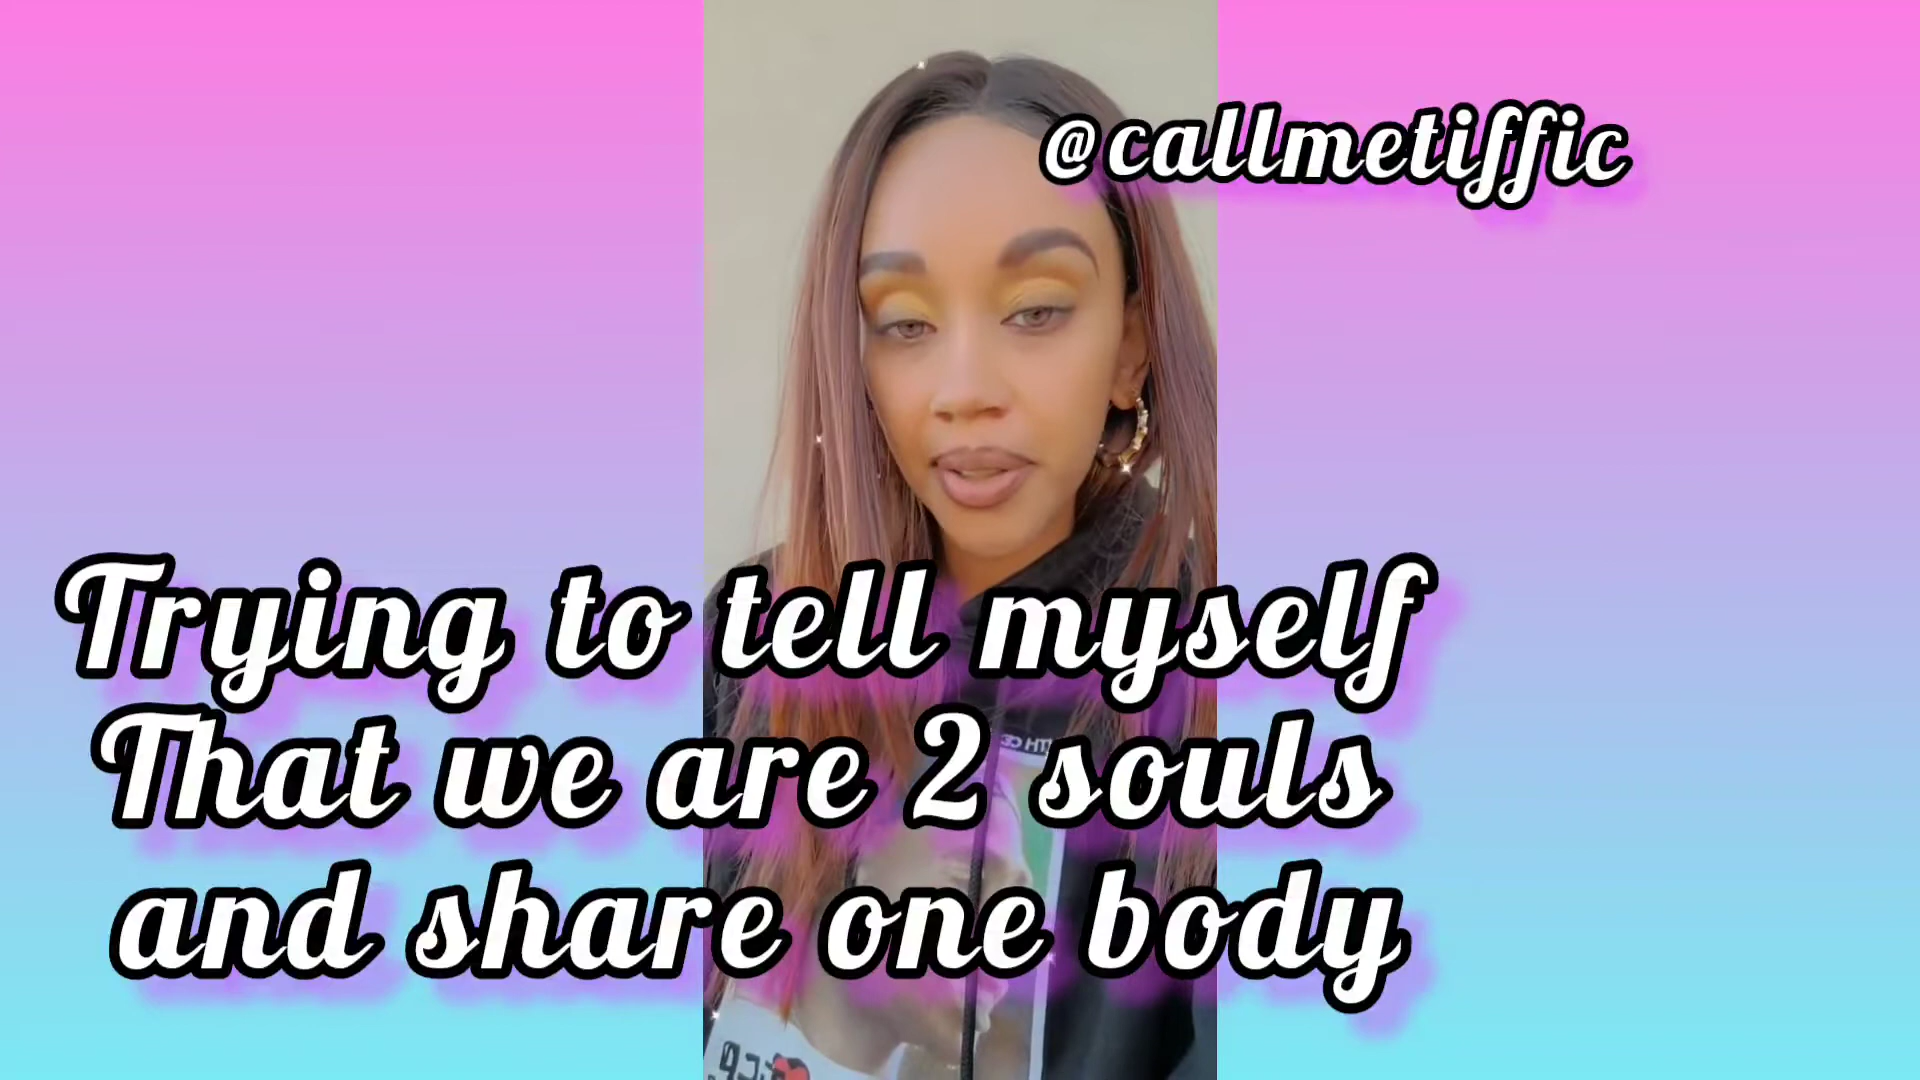 @callmetiffic
Trying to tell myself
That we are 2 souls
and share one body